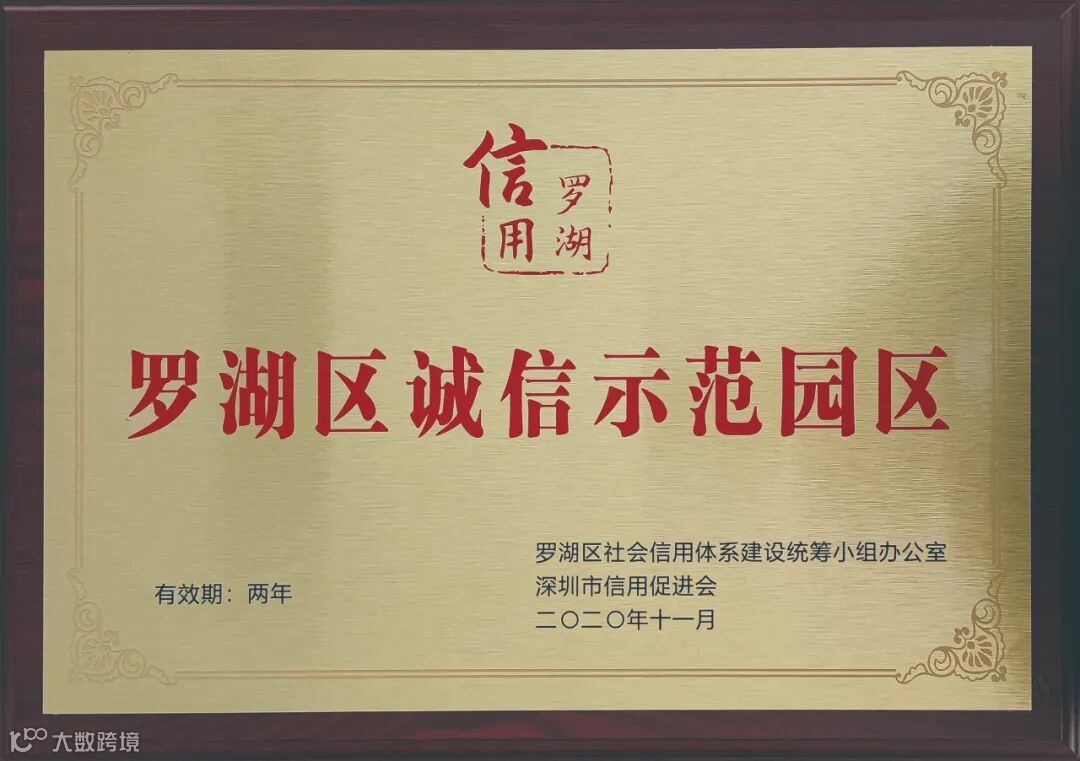 信用
罗湖
罗湖区诚信示范园区
有效期：两年
罗湖区社会信用体系建设统筹小组办公室
深圳市信用促进会
二〇二〇年十一月
大数跨境